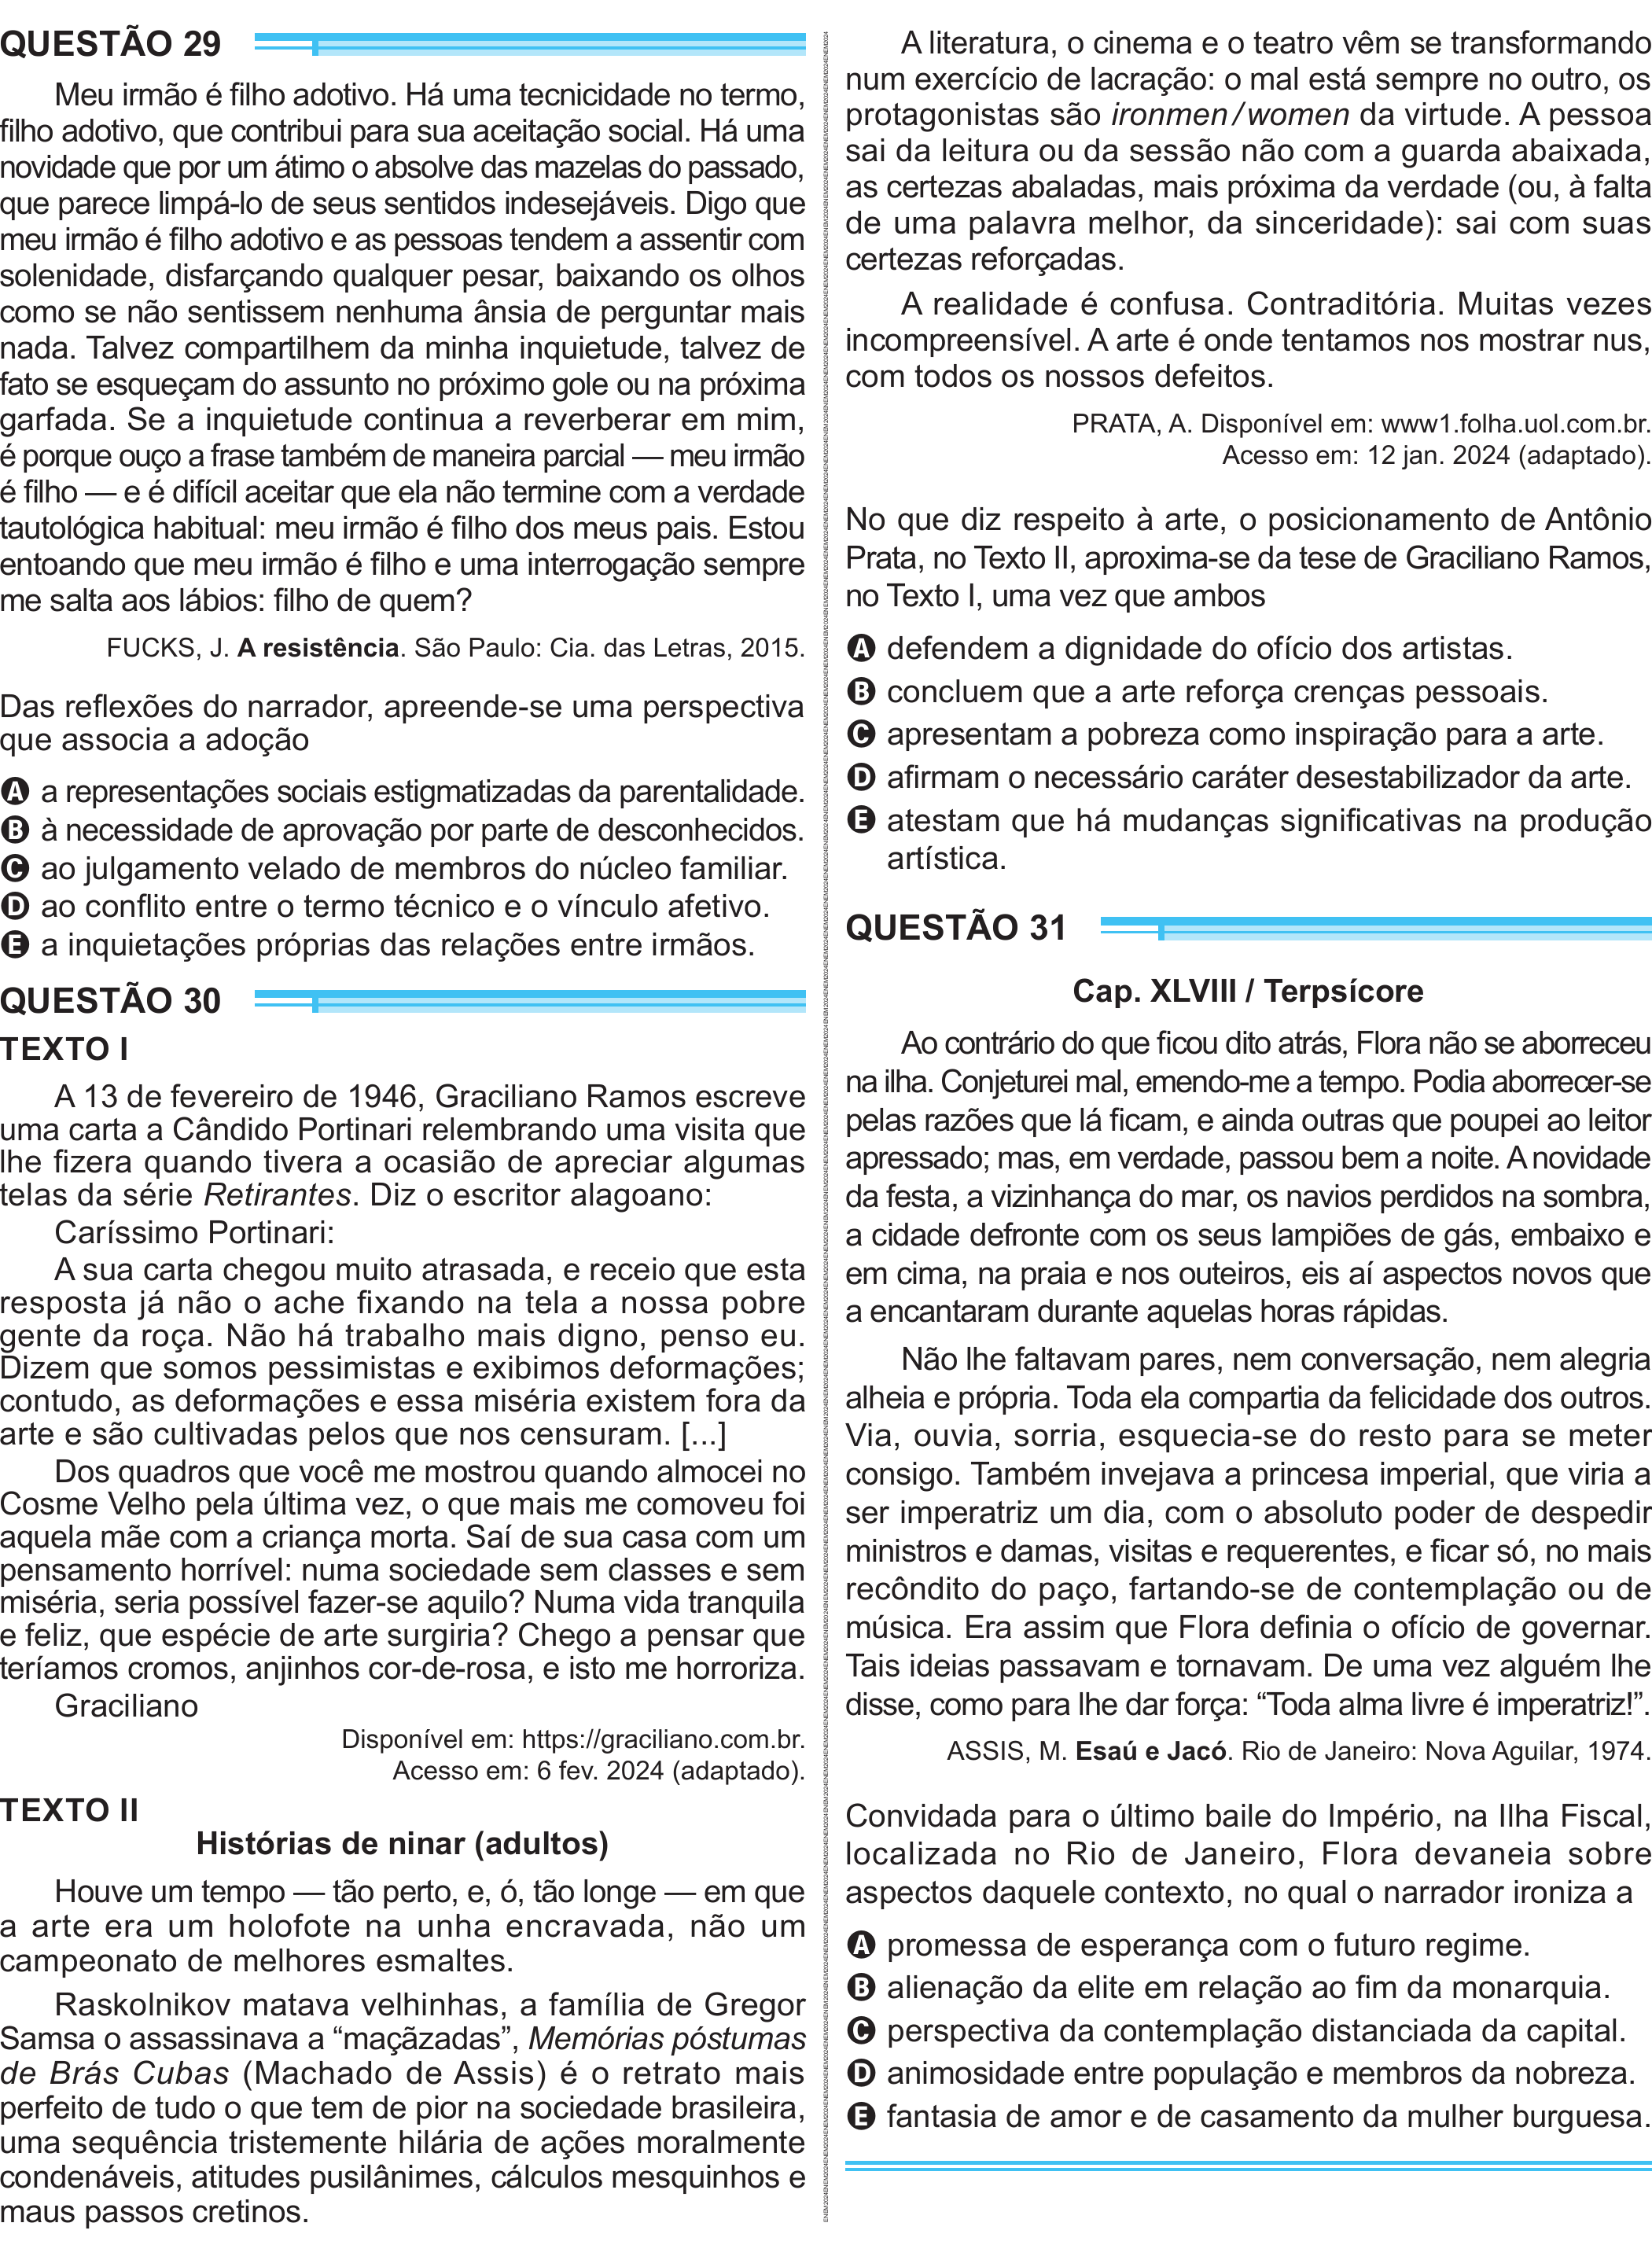 QUESTÃO 29
Meu irmão é filho adotivo. Há uma tecnicidade no termo,
filho adotivo, que contribui para sua aceitação social. Há uma
novidade que por um átimo o absolve das mazelas do passado,
que parece limpá-lo de seus sentidos indesejáveis. Digo que
meu irmão é filho adotivo e as pessoas tendem a assentir com
solenidade, disfarçando qualquer pesar, baixando os olhos
como se não sentissem nenhuma ânsia de perguntar mais
nada. Talvez compartilhem da minha inquietude, talvez de
fato se esqueçam do assunto no próximo gole ou na próxima
garfada. Se a inquietude continua a reverberar em mim,
é porque ouço a frase também de maneira parcial — meu irmão
é filho — e é difícil aceitar que ela não termine com a verdade
tautológica habitual: meu irmão é filho dos meus pais. Estou
entoando que meu irmão é filho e uma interrogação sempre
me salta aos lábios: filho de quem?
FUCKS, J. A resistência. São Paulo: Cia. das Letras, 2015.
Das reflexões do narrador, apreende-se uma perspectiva
que associa a adoção
A a representações sociais estigmatizadas da parentalidade.
B à necessidade de aprovação por parte de desconhecidos.
C ao julgamento velado de membros do núcleo familiar.
D ao conflito entre o termo técnico e o vínculo afetivo.
E a inquietações próprias das relações entre irmãos.
QUESTÃO 30
TEXTO I
A 13 de fevereiro de 1946, Graciliano Ramos escreve
uma carta a Cândido Portinari relembrando uma visita que
lhe fizera quando tivera a ocasião de apreciar algumas
telas da série Retirantes. Diz o escritor alagoano:
Caríssimo Portinari:
A sua carta chegou muito atrasada, e receio que esta
resposta já não o ache fixando na tela a nossa pobre
gente da roça. Não há trabalho mais digno, penso eu.
Dizem que somos pessimistas e exibimos deformações;
contudo, as deformações e essa miséria existem fora da
arte e são cultivadas pelos que nos censuram. [...]
Dos quadros que você me mostrou quando almocei no
Cosme Velho pela última vez, o que mais me comoveu foi
aquela mãe com a criança morta. Saí de sua casa com um
pensamento horrível: numa sociedade sem classes e sem
miséria, seria possível fazer-se aquilo? Numa vida tranquila
e feliz, que espécie de arte surgiria? Chego a pensar que
teríamos cromos, anjinhos cor-de-rosa, e isto me horroriza.
Graciliano
Disponível em: https://graciliano.com.br.
Acesso em: 6 fev. 2024 (adaptado).
TEXTO II
Histórias de ninar (adultos)
Houve um tempo — tão perto, e, ó, tão longe — em que
a arte era um holofote na unha encravada, não um
campeonato de melhores esmaltes.
Raskolnikov matava velhinhas, a família de Gregor
Samsa o assassinava a “maçãzadas”, Memórias póstumas
de Brás Cubas (Machado de Assis) é o retrato mais
perfeito de tudo o que tem de pior na sociedade brasileira,
uma sequência tristemente hilária de ações moralmente
condenáveis, atitudes pusilânimes, cálculos mesquinhos e
maus passos cretinos.
A literatura, o cinema e o teatro vêm se transformando
num exercício de lacração: o mal está sempre no outro, os
protagonistas são ironmen/women da virtude. A pessoa
sai da leitura ou da sessão não com a guarda abaixada,
as certezas abaladas, mais próxima da verdade (ou, à falta
de uma palavra melhor, da sinceridade): sai com suas
certezas reforçadas.
A realidade é confusa. Contraditória. Muitas vezes
incompreensível. A arte é onde tentamos nos mostrar nus,
com todos os nossos defeitos.
PRATA, A. Disponível em: www1.folha.uol.com.br.
Acesso em: 12 jan. 2024 (adaptado).
No que diz respeito à arte, o posicionamento de Antônio
Prata, no Texto II, aproxima-se da tese de Graciliano Ramos,
no Texto I, uma vez que ambos
A defendem a dignidade do ofício dos artistas.
B concluem que a arte reforça crenças pessoais.
C apresentam a pobreza como inspiração para a arte.
D afirmam o necessário caráter desestabilizador da arte.
E atestam que há mudanças significativas na produção
artística.
QUESTÃO 31
Cap. XLVIII / Terpsícore
Ao contrário do que ficou dito atrás, Flora não se aborreceu
na ilha. Conjeturei mal, emendo-me a tempo. Podia aborrecer-se
pelas razões que lá ficam, e ainda outras que poupei ao leitor
apressado; mas, em verdade, passou bem a noite. A novidade
da festa, a vizinhança do mar, os navios perdidos na sombra,
a cidade defronte com os seus lampiões de gás, embaixo e
em cima, na praia e nos outeiros, eis aí aspectos novos que
a encantaram durante aquelas horas rápidas.
Não lhe faltavam pares, nem conversação, nem alegria
alheia e própria. Toda ela compartia da felicidade dos outros.
Via, ouvia, sorria, esquecia-se do resto para se meter
consigo. Também invejava a princesa imperial, que viria a
ser imperatriz um dia, com o absoluto poder de despedir
ministros e damas, visitas e requerentes, e ficar só, no mais
recôndito do paço, fartando-se de contemplação ou de
música. Era assim que Flora definia o ofício de governar.
Tais ideias passavam e tornavam. De uma vez alguém lhe
disse, como para lhe dar força: “Toda alma livre é imperatriz!”.
ASSIS, M. Esaú e Jacó. Rio de Janeiro: Nova Aguilar, 1974.
Convidada para o último baile do Império, na Ilha Fiscal,
localizada no Rio de Janeiro, Flora devaneia sobre
aspectos daquele contexto, no qual o narrador ironiza a
A promessa de esperança com o futuro regime.
B alienação da elite em relação ao fim da monarquia.
C perspectiva da contemplação distanciada da capital.
D animosidade entre população e membros da nobreza.
E fantasia de amor e de casamento da mulher burguesa.